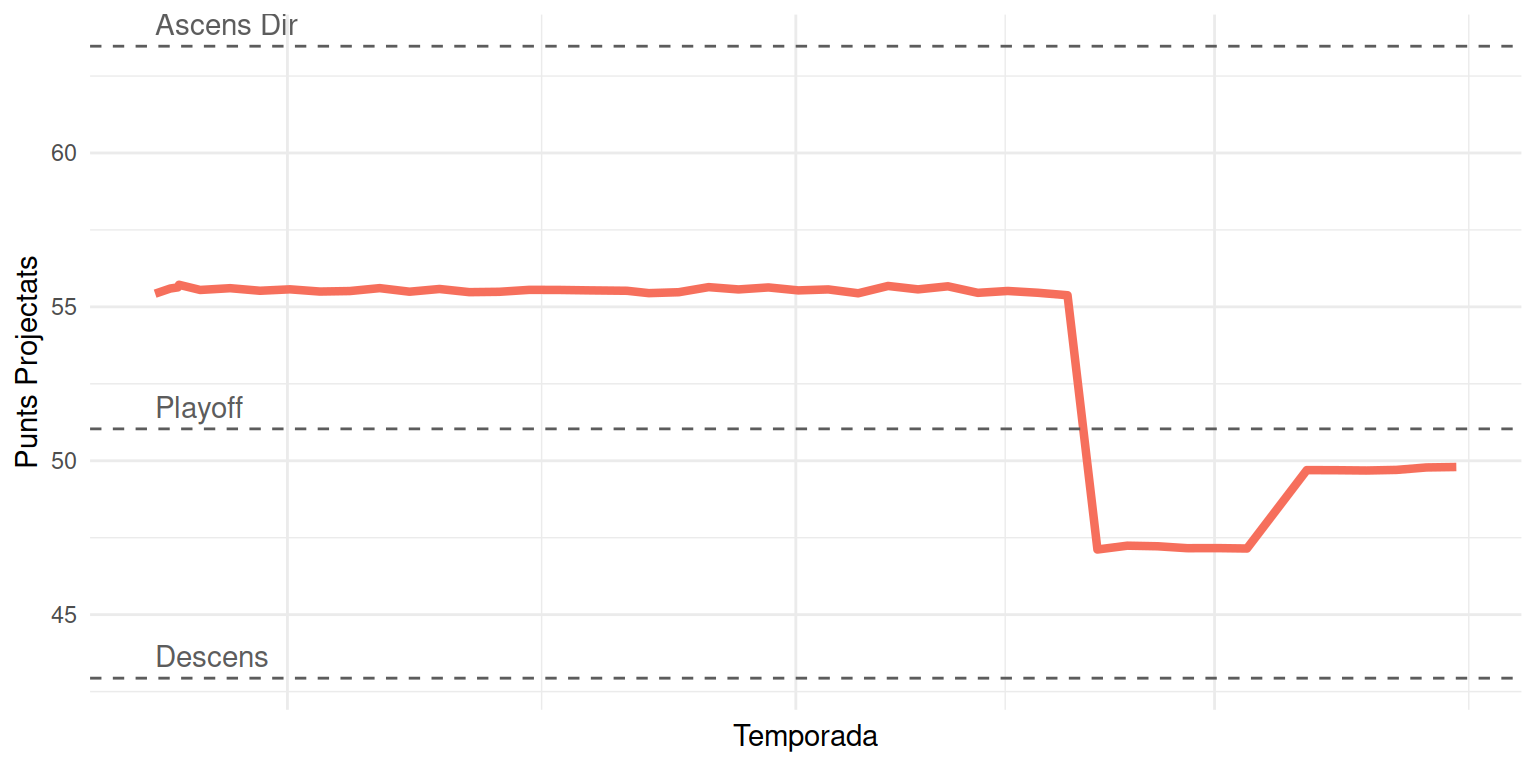 Ascens Dir
60
55
Playoff
50
45
Descens
Punts Projectats
Temporada